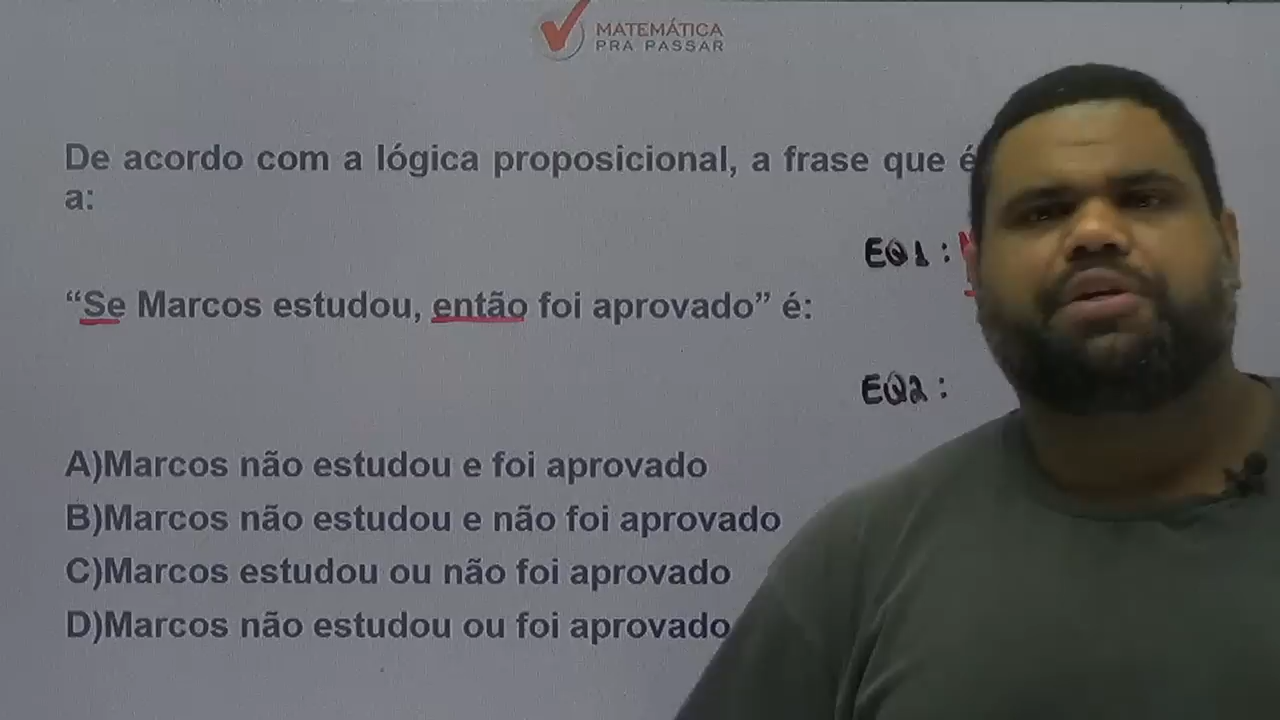 MATEMÁTICA
PRA PASSAR
De acordo com a lógica proposicional, a frase que é
a:
EQ1 :
“Se Marcos estudou, então foi aprovado” é:
EQ2 :
A)Marcos não estudou e foi aprovado
B)Marcos não estudou e não foi aprovado
C)Marcos estudou ou não foi aprovado
D)Marcos não estudou ou foi aprovado